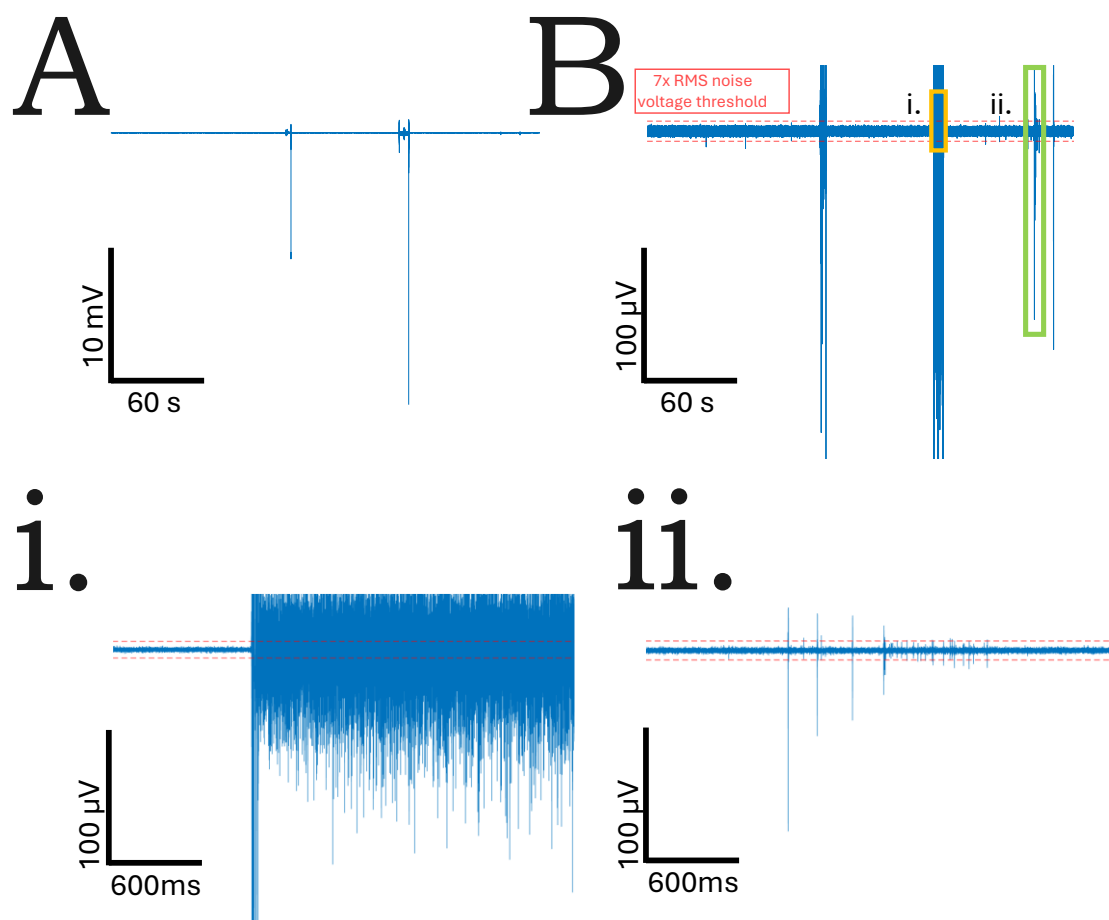 A
B
7x RMS noise
voltage threshold
i.
ii.
10 mV
60 s
100 µV
60 s
i.
ii.
100 µV
600ms
100 µV
600ms